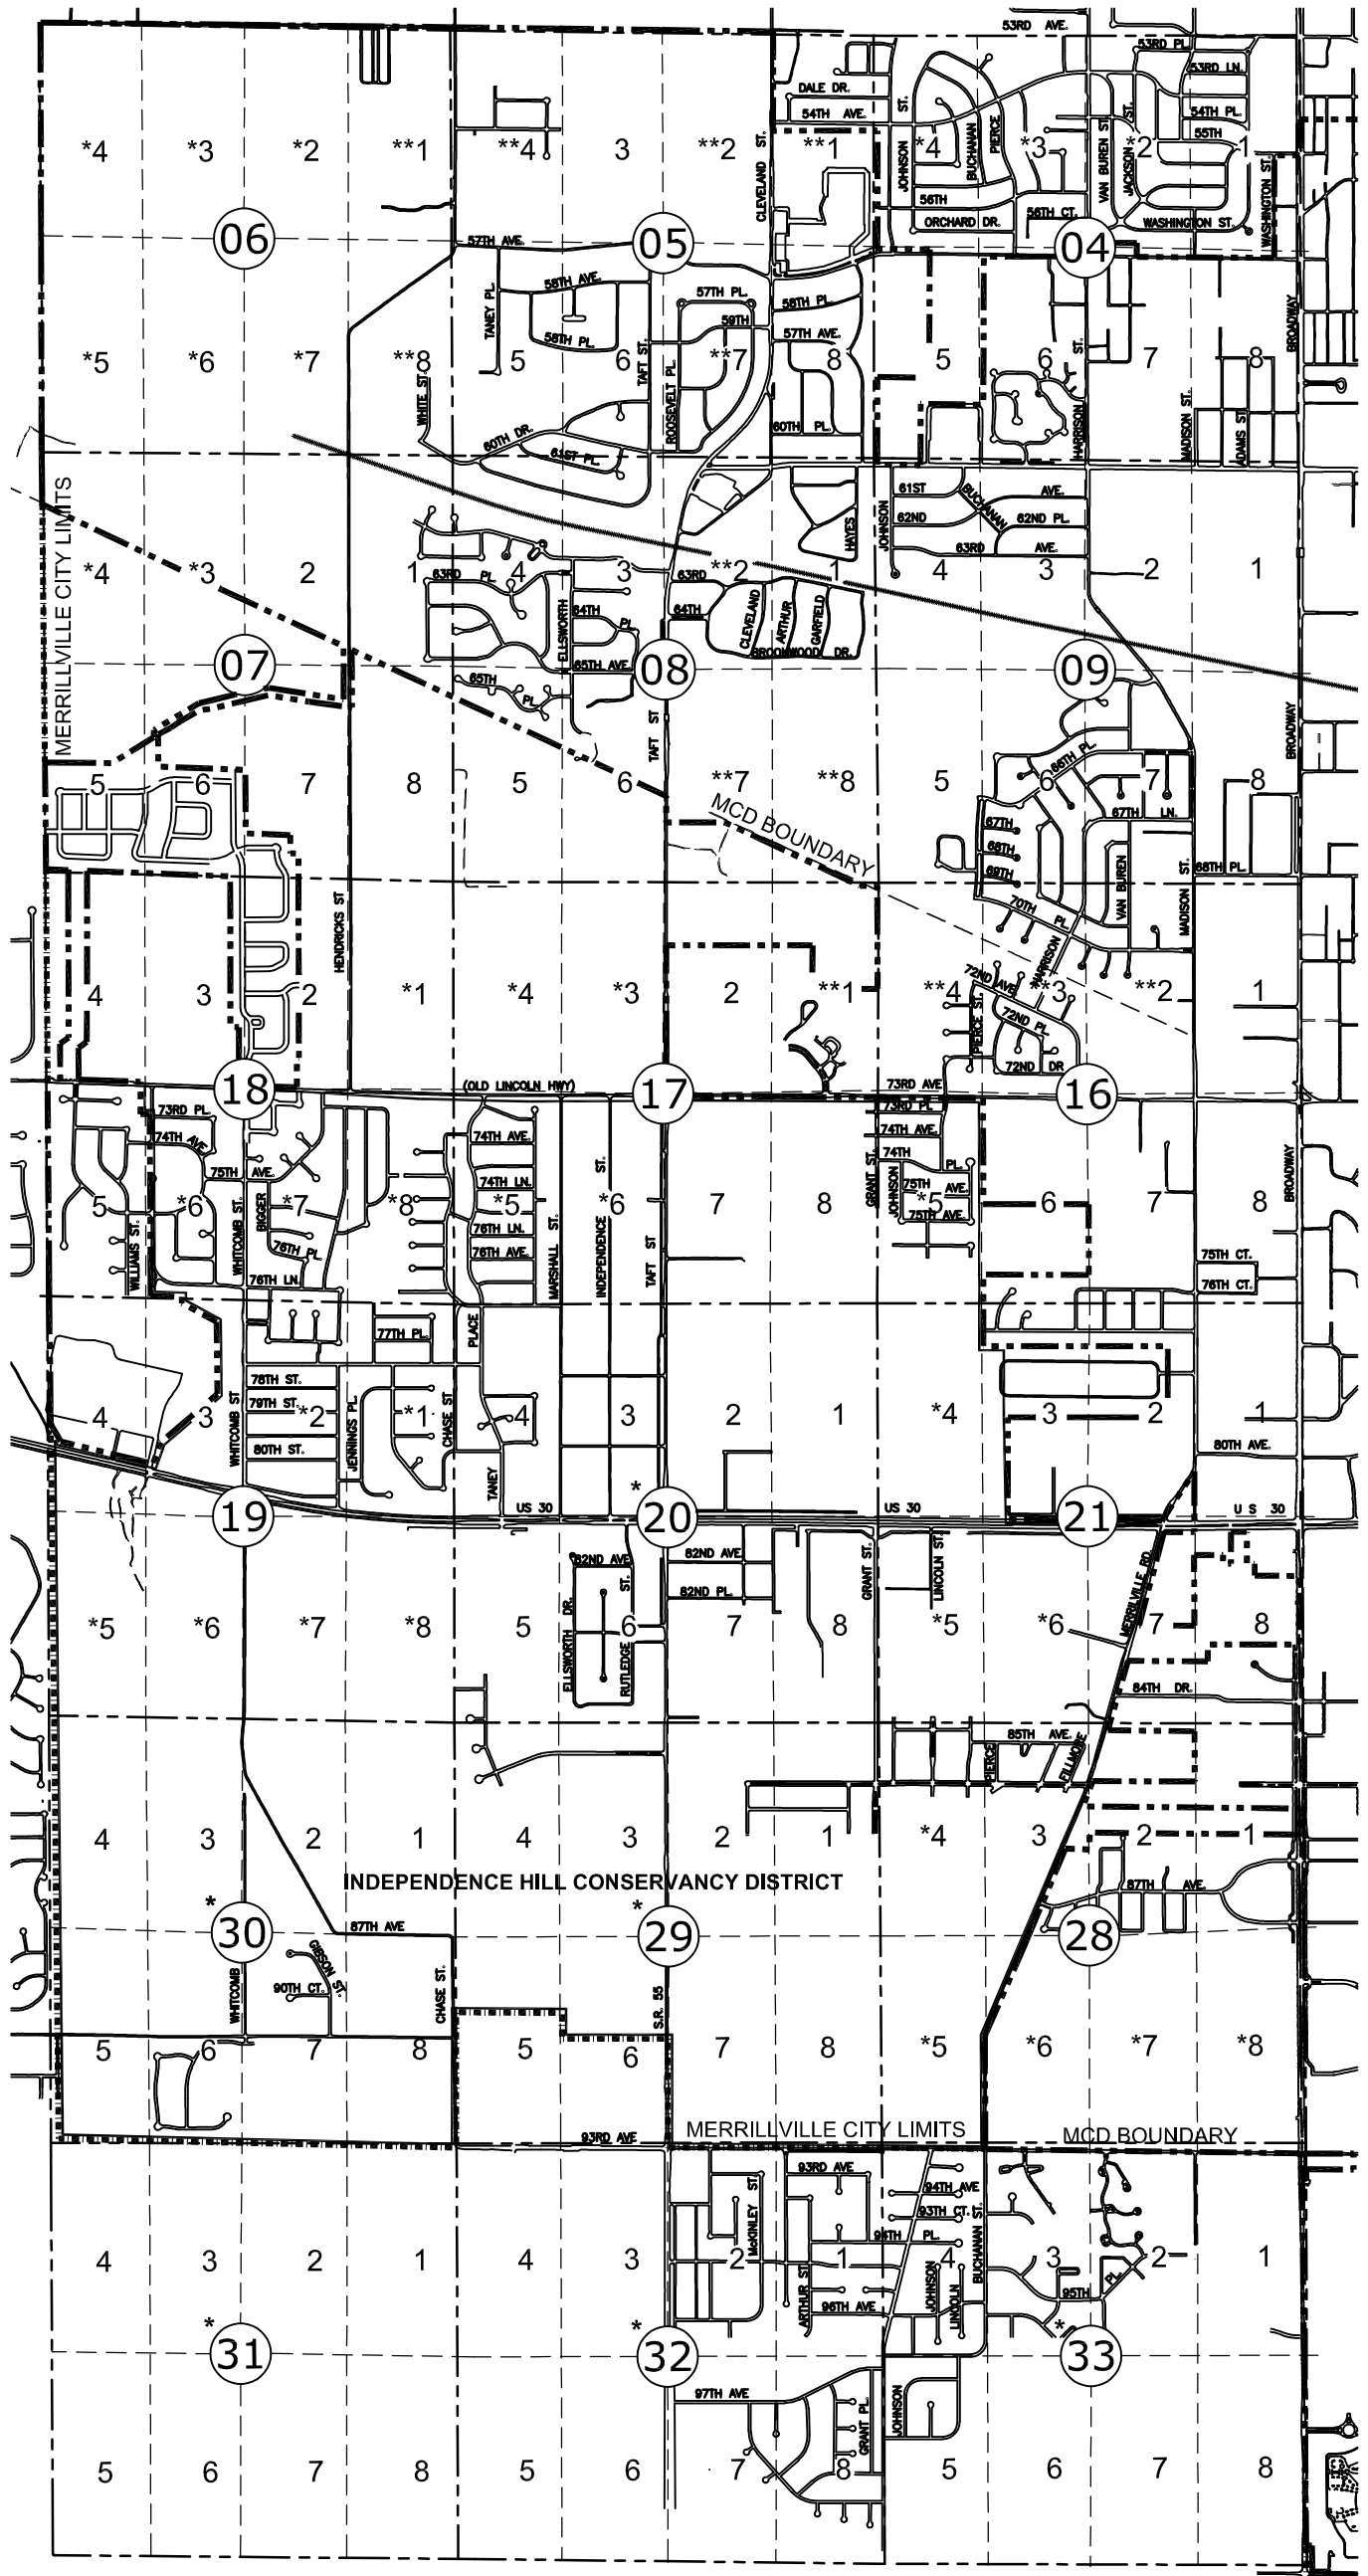 53RD AVE.
53RD PL.
53RD LN.
DALE DR.
54TH AVE.
54TH PL.
55TH
JOHNSON ST.
BUCHANAN
PIERCE
VAN BUREN ST.
JACKSON ST.
WASHINGTON ST.
CLEVELAND ST.
*4 *3 *2 **1 **4 3 **2 **1 *4 *3 *2 1
56TH
56TH CT.
ORCHARD DR.
WASHINGTON ST.
06 05 04
57TH AVE.
58TH AVE.
57TH PL.
58TH PL.
59TH
58TH PL.
57TH AVE.
TANEY PL.
TAFT ST.
ROOSEVELT PL.
BROADWAY
*5 *6 *7 **8 5 6 **7 8 5 6 7 8
WHITE ST.
HARRISON ST.
MADISON ST.
ADAMS ST.
60TH DR.
60TH PL.
61ST PL.
MERRILLVILLE CITY LIMITS
61ST AVE.
BUCHANAN
62ND
62ND PL.
63RD AVE.
HAYES
JOHNSON
*4 *3 2 1 4 3 **2 1 4 3 2 1
63RD PL.
63RD
64TH
64TH PL.
ELLSWORTH
CLEVELAND
ARTHUR
GARFIELD
BROOKWOOD DR.
65TH AVE.
65TH PL.
07 08 09
TAFT ST
BROADWAY
66TH PL.
5 6 7 8 5 6 **7 **8 5 6 7 8
MCD BOUNDARY
67TH LN.
67TH
68TH
69TH
68TH PL.
VAN BUREN
MADISON ST.
70TH PL.
HARRISON
HENDRICKS ST
72ND AVE
4 3 2 *1 *4 *3 2 **1 **4 **3 **2 1
PIERCE ST.
72ND PL.
72ND DR
(OLD LINCOLN HWY)
73RD AVE
18 17 16
73RD PL.
73RD PL
74TH AVE.
74TH AVE.
74TH AVE.
75TH AVE.
74TH LN.
74TH PL.
75TH AVE.
75TH AVE.
5 *6 *7 *8 *5 *6 7 8 *5 6 7 8
WILLIAMS ST.
WHITCOMB ST.
BIGGER
MARSHALL ST.
INDEPENDENCE ST.
TAFT ST
GRANT ST.
JOHNSON
BROADWAY
76TH PL.
76TH LN.
76TH LN.
76TH AVE.
75TH CT.
76TH CT.
77TH PL.
PLACE
78TH ST.
79TH ST.
80TH ST.
WHITCOMB ST
JENNINGS PL.
CHASE ST
TANEY
4 3 *2 *1 4 3 2 1 *4 3 2 1
80TH AVE.
*
US 30
US 30
U S 30
19 20 21
82ND AVE
82ND AVE.
82ND PL.
GRANT ST.
LINCOLN ST.
MERRILVILLE RD.
ELLSWORTH DR.
RUTLEDGE ST.
*5 *6 *7 *8 5 6 7 8 *5 *6 7 8
84TH DR.
85TH AVE.
PIERCE
FILLMORE
4 3 2 1 4 3 2 1 *4 3 2 1
INDEPENDENCE HILL CONSERVANCY DISTRICT
87TH AVE.
* *
30 29 28
87TH AVE
GIBSON ST.
90TH CT.
WHITCOMB
CHASE ST.
S.R. 55
5 6 7 8 5 6 7 8 *5 *6 *7 *8
93RD AVE
MERRILLVILLE CITY LIMITS
MCD BOUNDARY
93RD AVE
94TH AVE
93TH CT.
94TH PL.
McKINLEY ST.
BUCHANAN ST.
4 3 2 1 4 3 2 1 4 3 2 1
ARTHUR ST
JOHNSON
LINCOLN
95TH PL.
96TH AVE
* * *
31 32 33
97TH AVE
GRANT PL.
JOHNSON
5 6 7 8 5 6 7 8 5 6 7 8